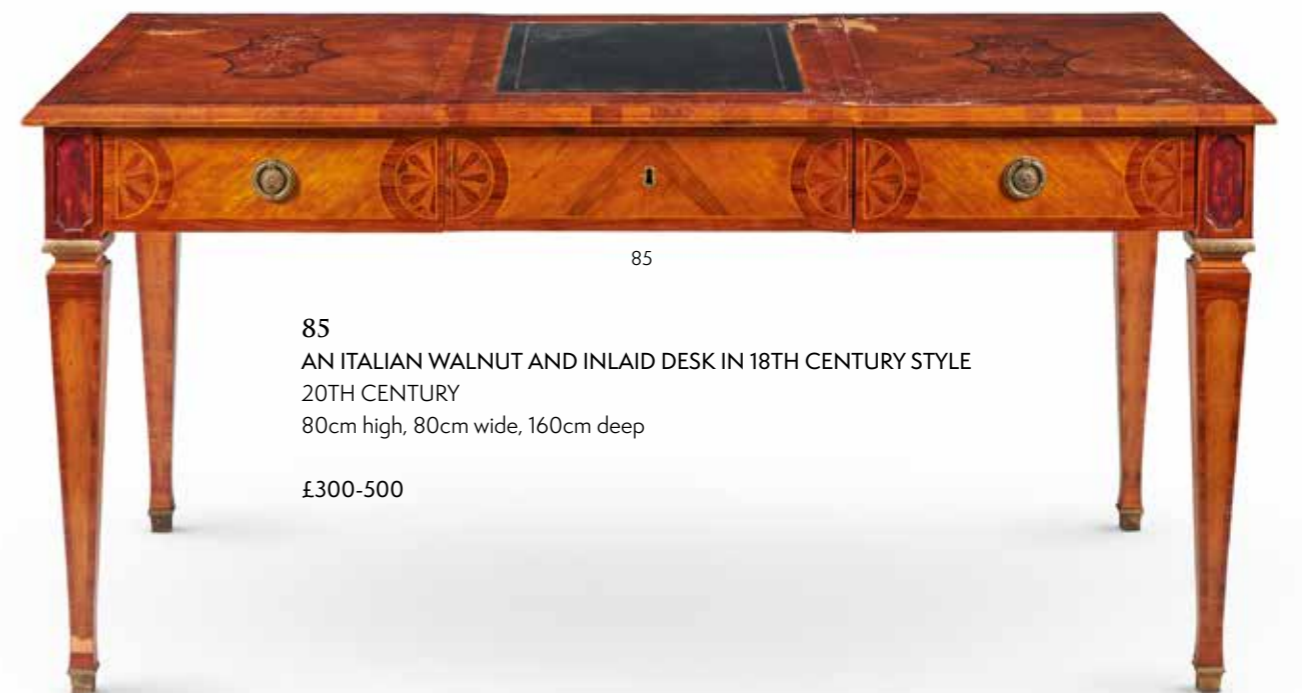 85
85
AN ITALIAN WALNUT AND INLAID DESK IN 18TH CENTURY STYLE
20TH CENTURY
80cm high, 80cm wide, 160cm deep
£300-500